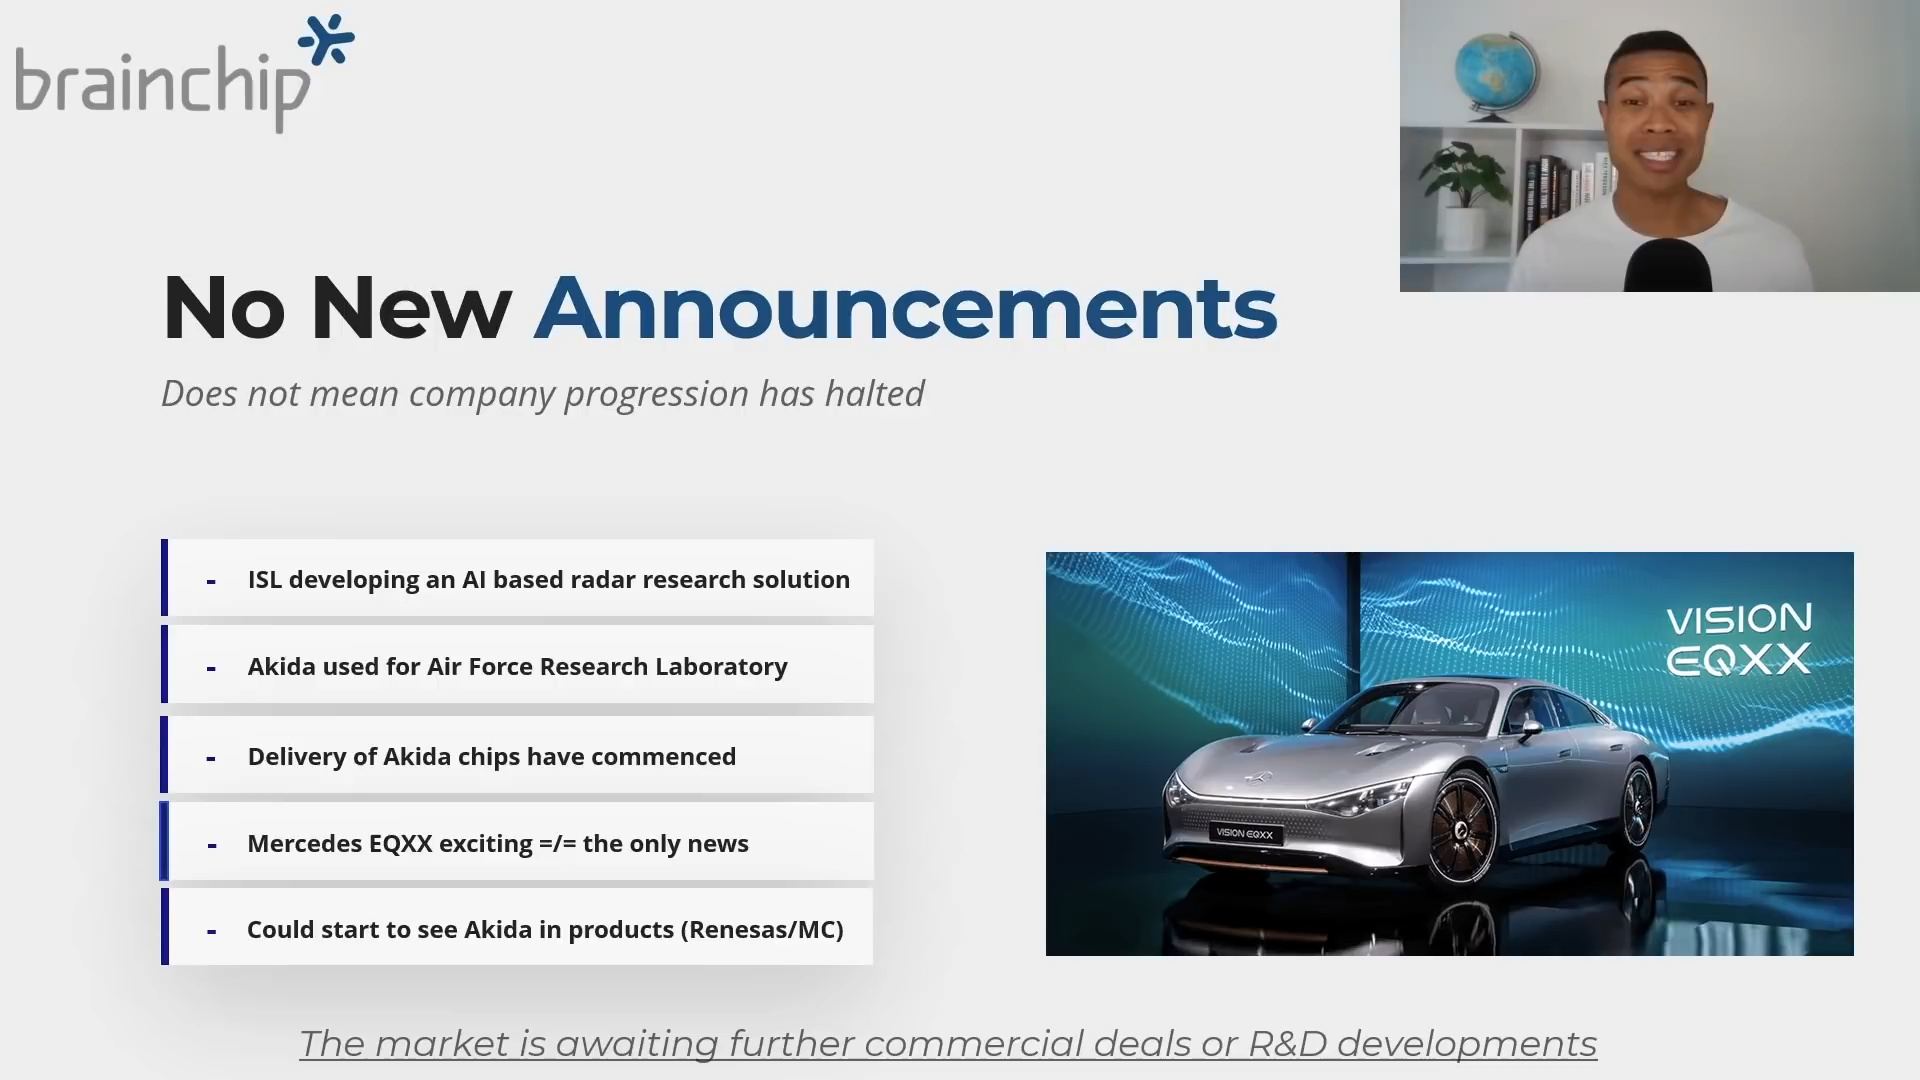 brainchip
No New Announcements
Does not mean company progression has halted
- ISL developing an AI based radar research solution
- Akida used for Air Force Research Laboratory
- Delivery of Akida chips have commenced
- Mercedes EQXX exciting =/= the only news
- Could start to see Akida in products (Renesas/MC)
VISION
EQXX
VISION EQXX
The market is awaiting further commercial deals or R&D developments